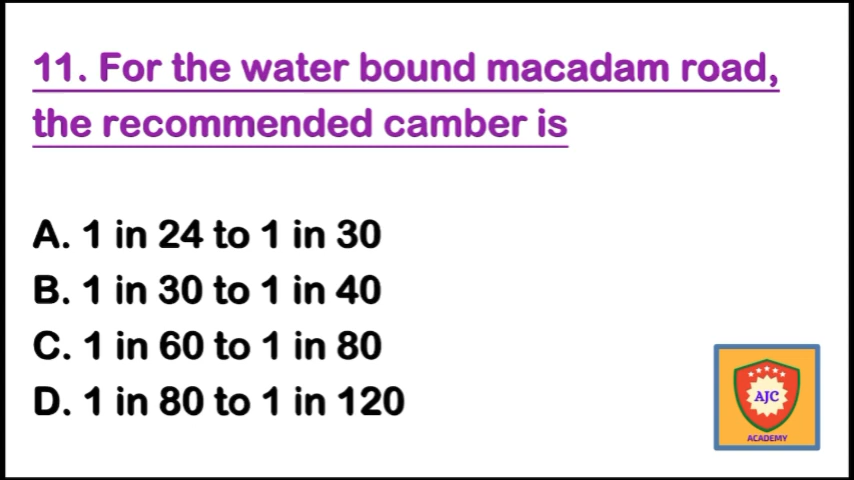 11. For the water bound macadam road,
the recommended camber is
A. 1 in 24 to 1 in 30
B. 1 in 30 to 1 in 40
C. 1 in 60 to 1 in 80
D. 1 in 80 to 1 in 120
AJC
ACADEMY